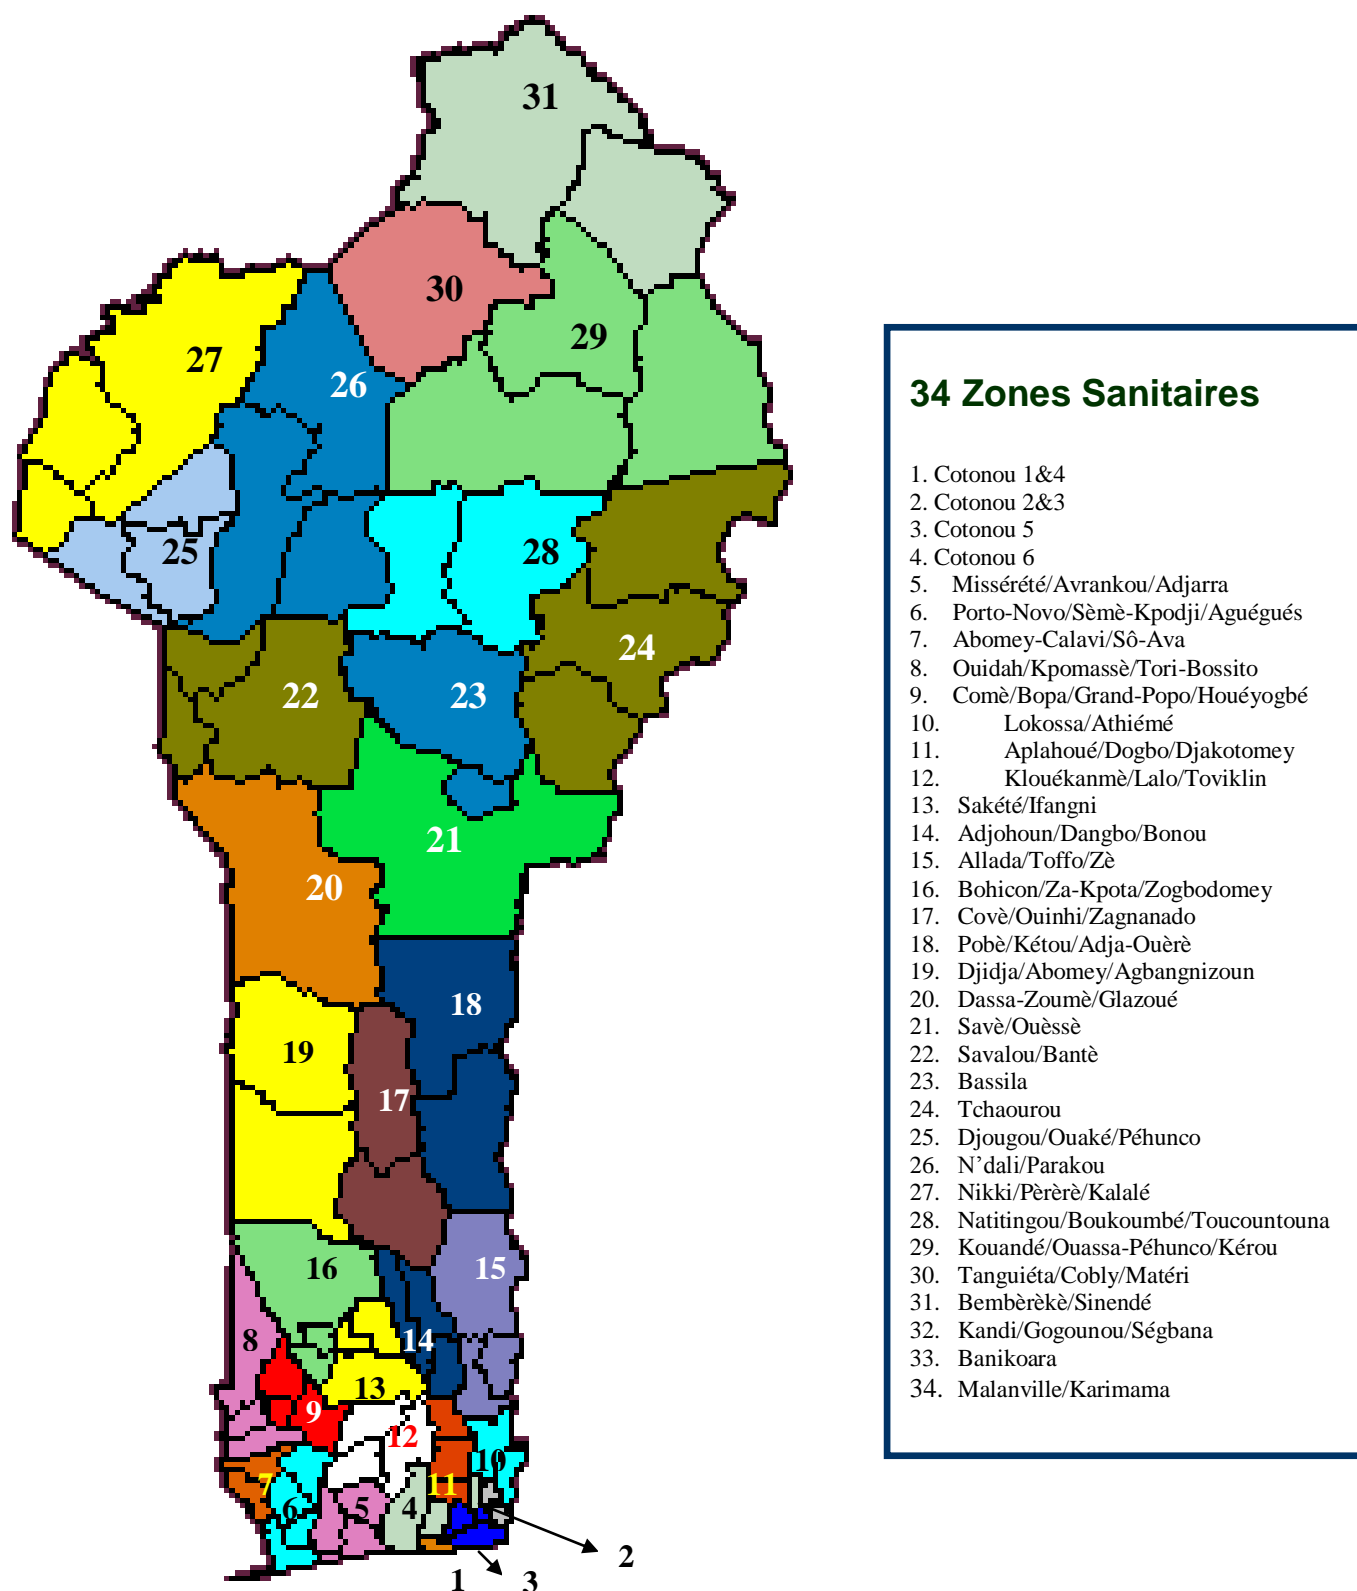 31
30
29
27
26
28
25
24
22
23
21
20
18
19
17
16
15
8
14
13
9
12
10
7
11
6
5
4
2
1
3
34 Zones Sanitaires
1. Cotonou 1&4
2. Cotonou 2&3
3. Cotonou 5
4. Cotonou 6
5. Missérété/Avrankou/Adjarra
6. Porto-Novo/Sèmè-Kpodji/Aguégués
7. Abomey-Calavi/Sô-Ava
8. Ouidah/Kpomassè/Tori-Bossito
9. Comè/Bopa/Grand-Popo/Houéyogbé
10. Lokossa/Athiémé
11. Aplahoué/Dogbo/Djakotomey
12. Klouékanmè/Lalo/Toviklin
13. Sakété/Ifangni
14. Adjohoun/Dangbo/Bonou
15. Allada/Toffo/Zè
16. Bohicon/Za-Kpota/Zogbodomey
17. Covè/Ouinhi/Zagnanado
18. Pobè/Kétou/Adja-Ouèrè
19. Djidja/Abomey/Agbangnizoun
20. Dassa-Zoumè/Glazoué
21. Savè/Ouèssè
22. Savalou/Bantè
23. Bassila
24. Tchaourou
25. Djougou/Ouaké/Péhunco
26. N’dali/Parakou
27. Nikki/Pèrèrè/Kalalé
28. Natitingou/Boukoumbé/Toucountouna
29. Kouandé/Ouassa-Péhunco/Kérou
30. Tanguiéta/Cobly/Matéri
31. Bembèrèkè/Sinendé
32. Kandi/Gogounou/Ségbana
33. Banikoara
34. Malanville/Karimama